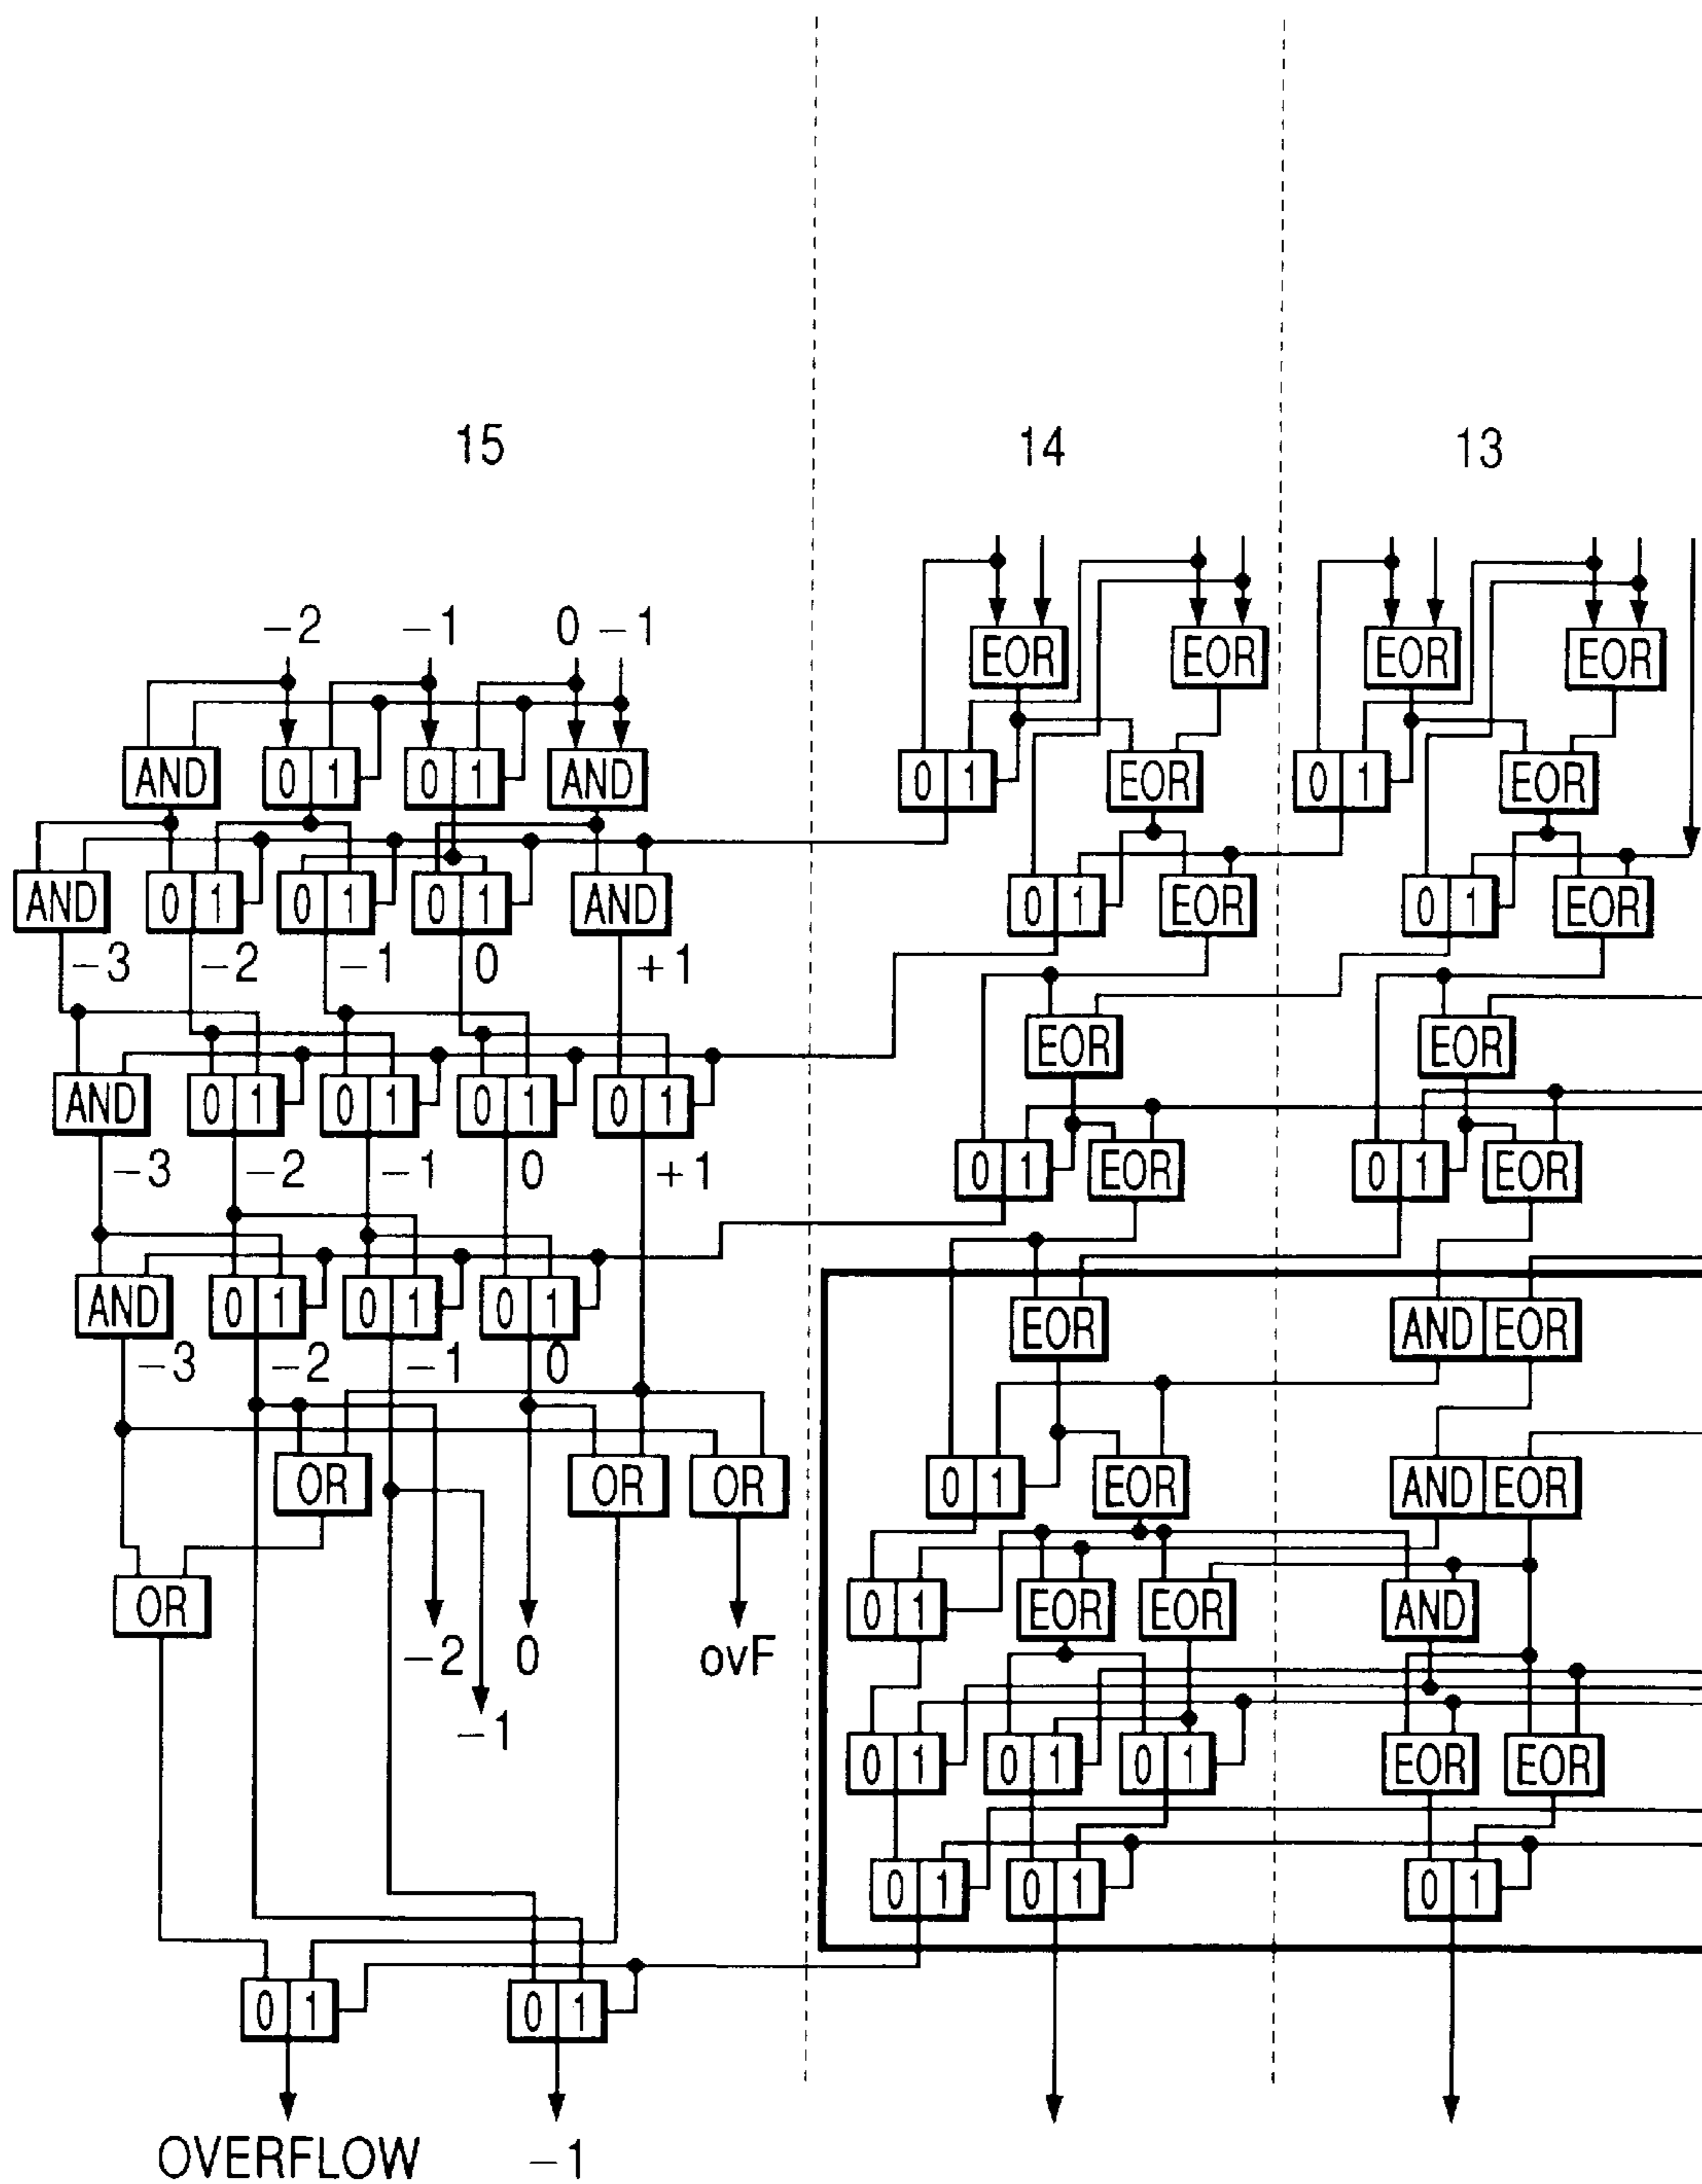 15 14 13
EOR EOR EOR EOR
-2 -1 0 -1
AND 0 1 0 1 AND 0 1 EOR 0 1 EOR
AND 0 1 0 1 0 1 AND 0 1 EOR 0 1 EOR
-3 -2 -1 0 +1
EOR EOR
AND 0 1 0 1 0 1 0 1
-3 -2 -1 0 +1 0 1 EOR 0 1 EOR
AND 0 1 0 1 0 1 EOR AND EOR
-3 -2 -1 0
OR OR OR 0 1 EOR AND EOR
OR 0 1 EOR EOR AND
-2 0 ovF
-1
0 1 0 1 0 1 EOR EOR
0 1 0 1 0 1
0 1 0 1
OVERFLOW -1